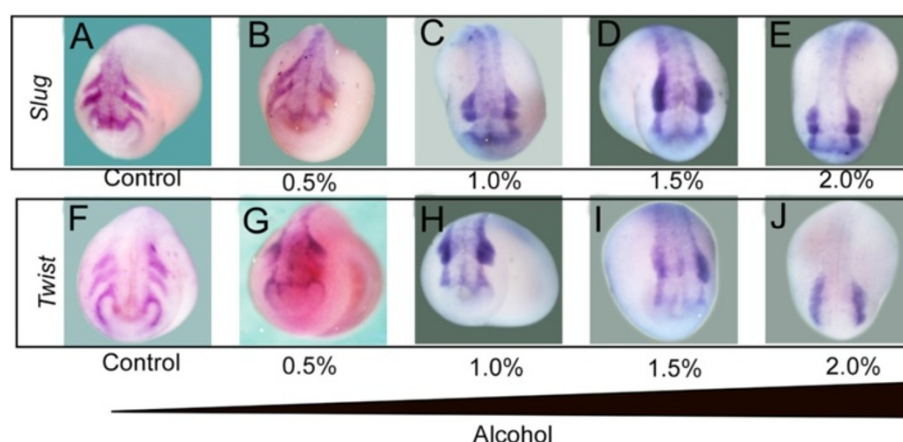 A B C D E
Slug
Control 0.5% 1.0% 1.5% 2.0%
F G H I J
Twist
Control 0.5% 1.0% 1.5% 2.0%
Alcohol